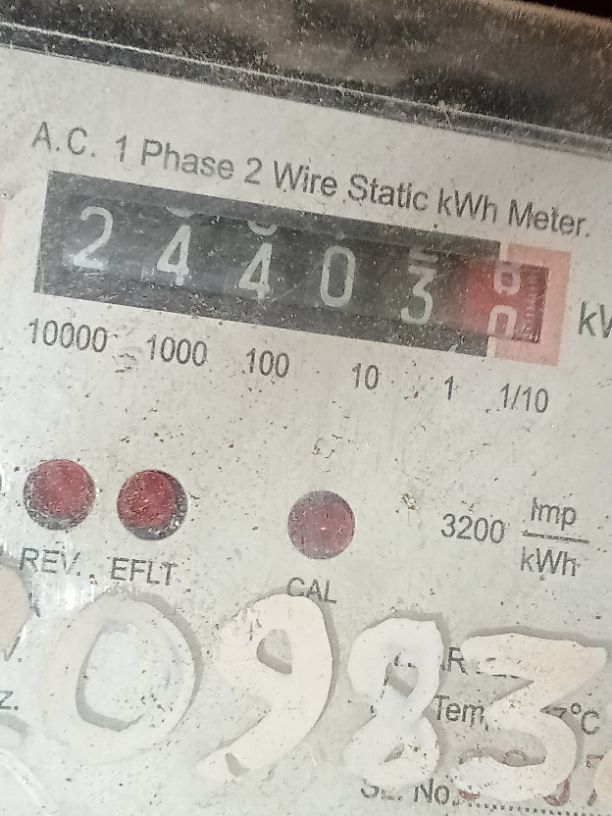 A.C. 1 Phase 2 Wire Static kWh Meter.
2 4 4 0 3
10000 1000 100 10 1 1/10
3200 Imp/kWh
REV. EFLT CAL
0983
°C
No.